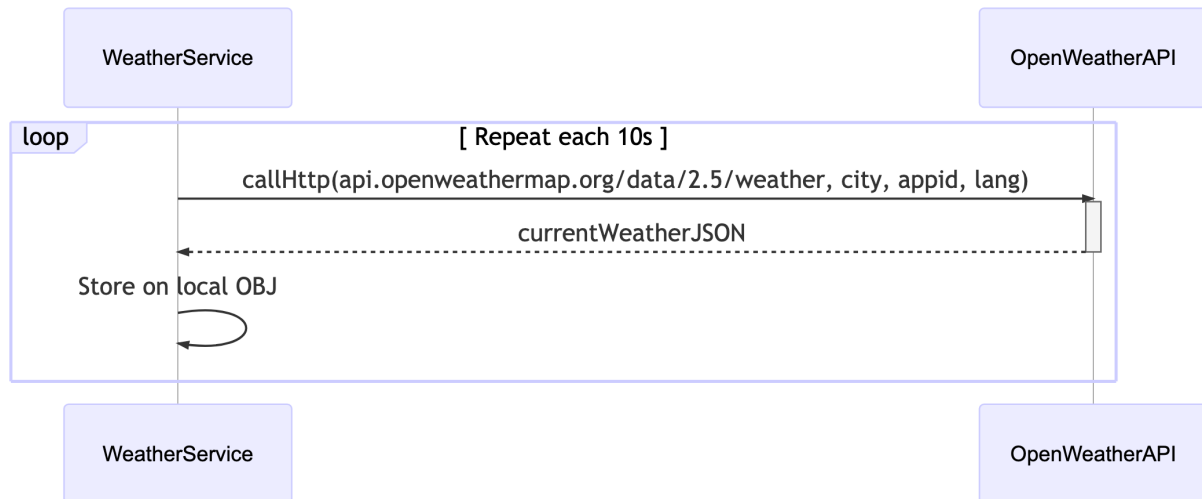 WeatherService
OpenWeatherAPI
loop
[ Repeat each 10s ]
callHttp(api.openweathermap.org/data/2.5/weather, city, appid, lang)
currentWeatherJSON
Store on local OBJ
WeatherService
OpenWeatherAPI